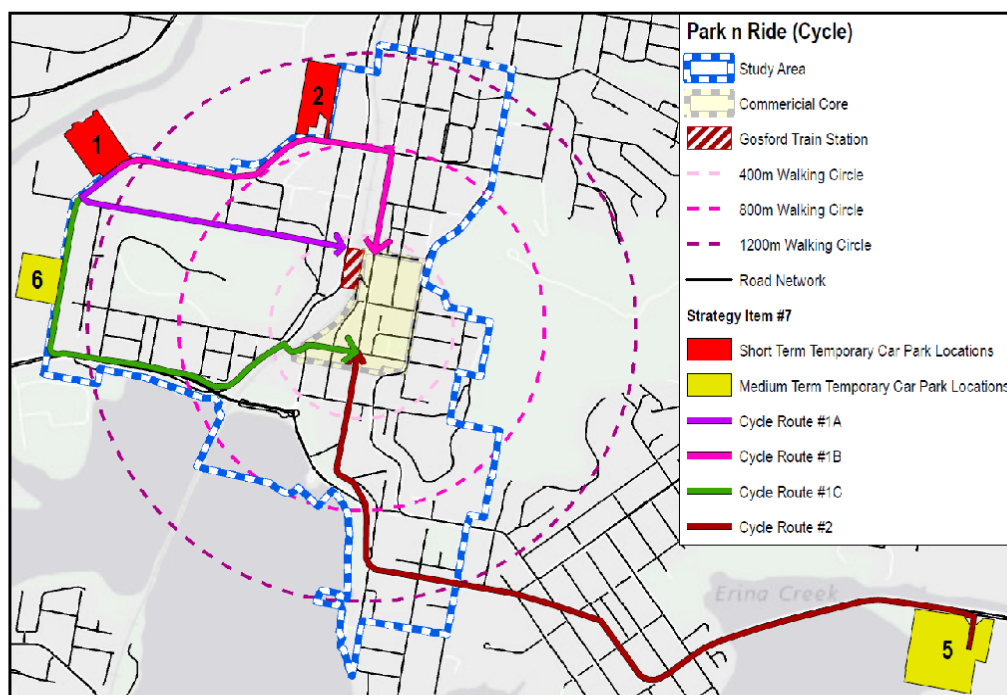 Park n Ride (Cycle)
Study Area
Commericial Core
Gosford Train Station
400m Walking Circle
800m Walking Circle
1200m Walking Circle
Road Network
Strategy Item #7
Short Term Temporary Car Park Locations
Medium Term Temporary Car Park Locations
Cycle Route #1A
Cycle Route #1B
Cycle Route #1C
Cycle Route #2
2
1
6
Erina Creek
5